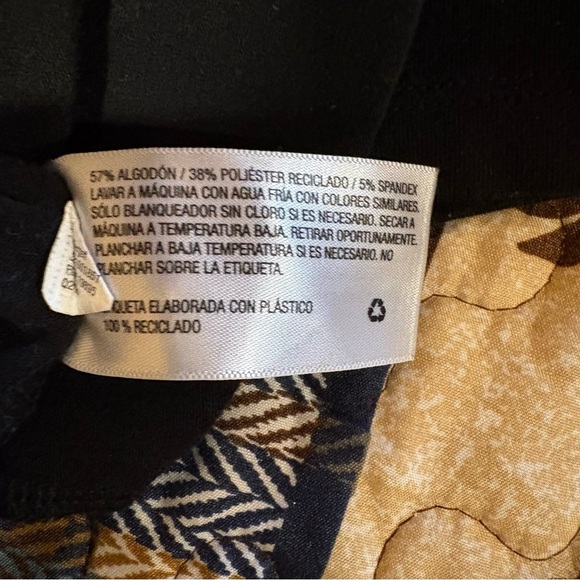 57% ALGODÓN / 38% POLIÉSTER RECICLADO / 5% SPANDEX
LAVAR A MÁQUINA CON AGUA FRÍA CON COLORES SIMILARES.
SÓLO BLANQUEADOR SIN CLORO SI ES NECESARIO. SECAR A
MÁQUINA A TEMPERATURA BAJA. RETIRAR OPORTUNAMENTE.
PLANCHAR A BAJA TEMPERATURA SI ES NECESARIO. NO
PLANCHAR SOBRE LA ETIQUETA.
ELABORADA CON PLÁSTICO
100 % RECICLADO